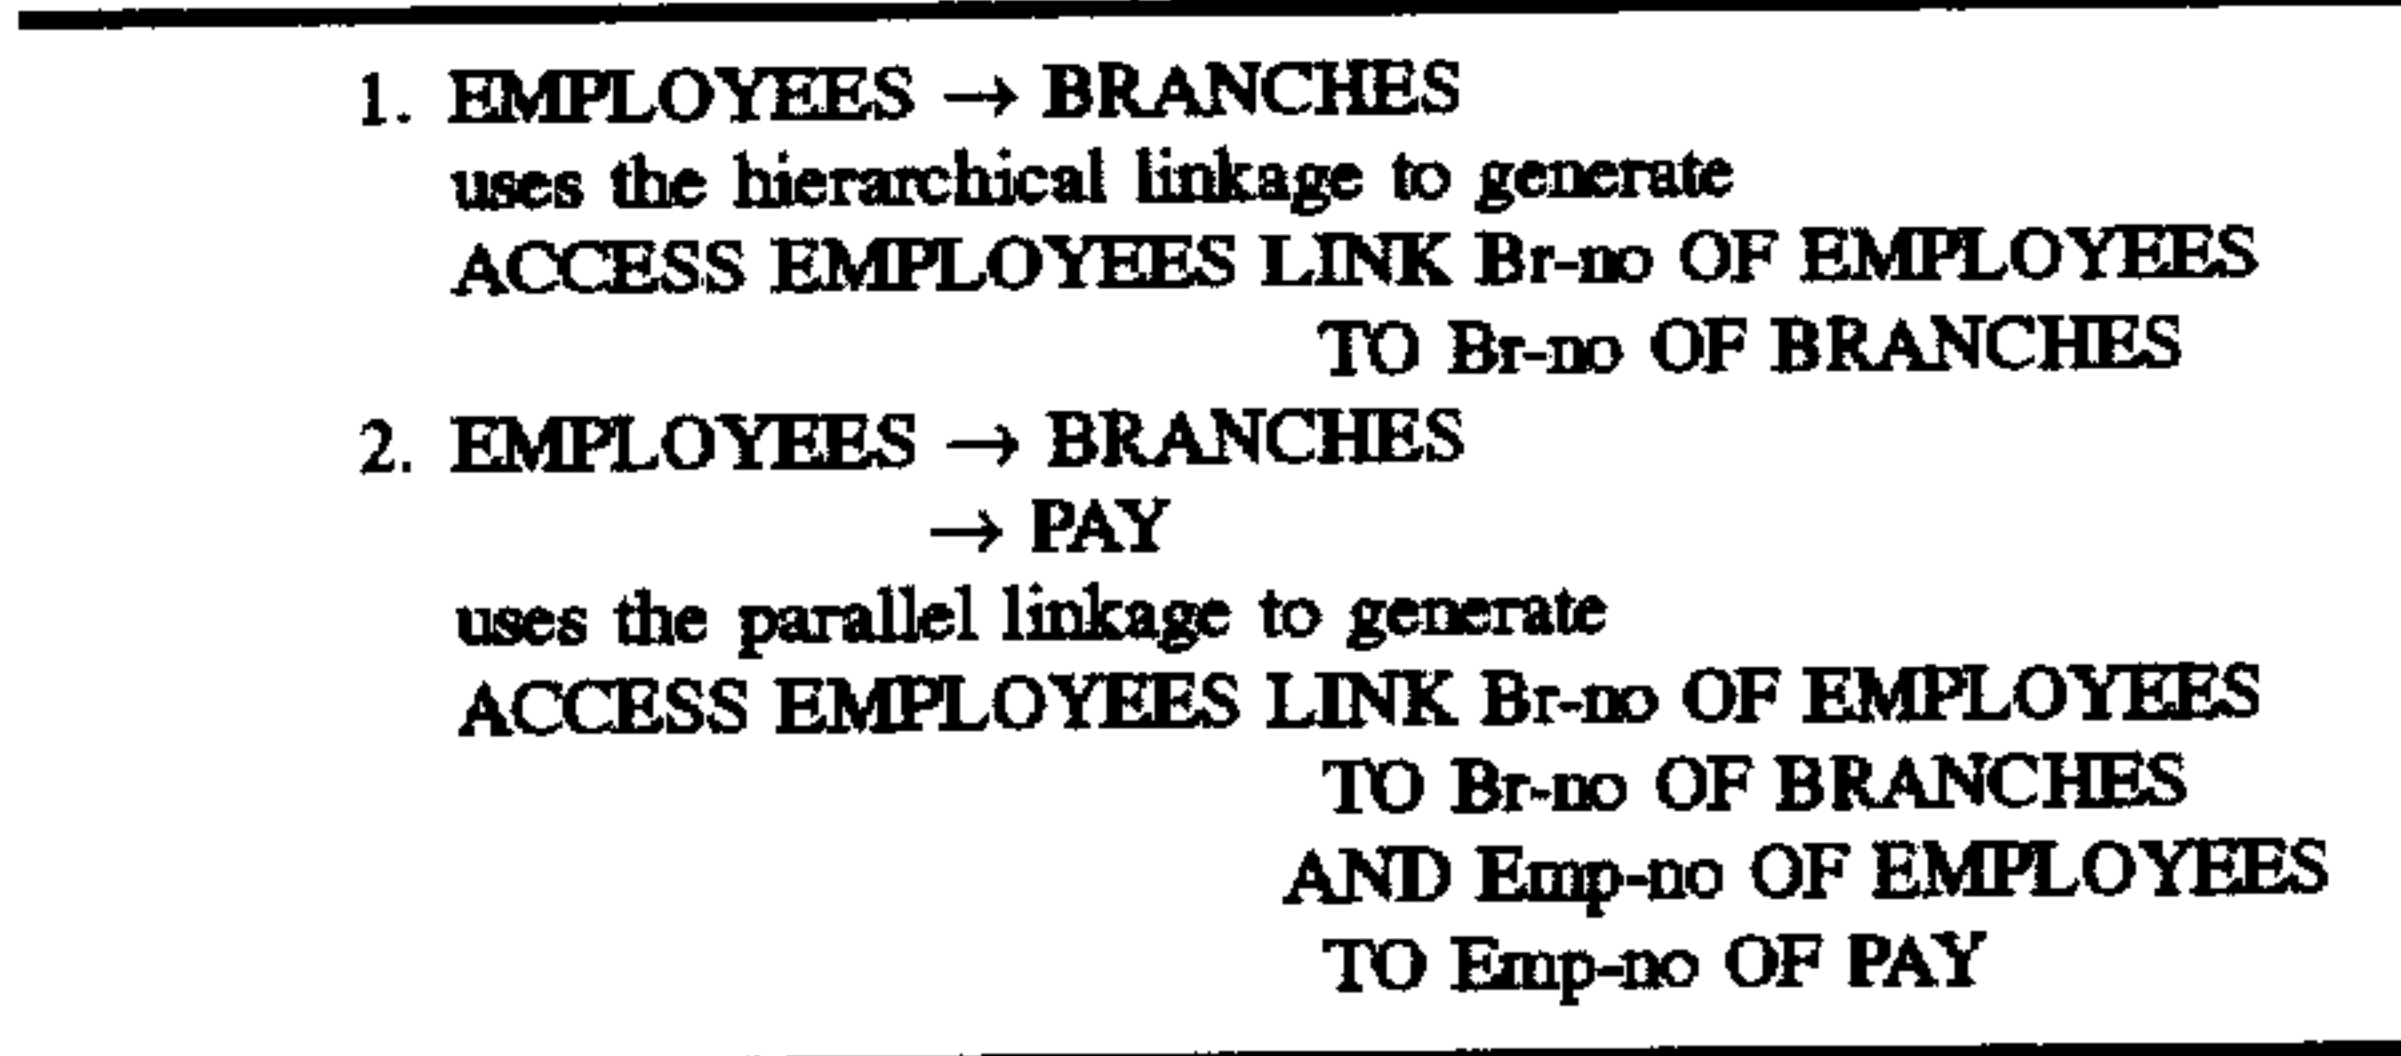 1. EMPLOYEES → BRANCHES
uses the hierarchical linkage to generate
ACCESS EMPLOYEES LINK Br-no OF EMPLOYEES
TO Br-no OF BRANCHES
2. EMPLOYEES → BRANCHES
→ PAY
uses the parallel linkage to generate
ACCESS EMPLOYEES LINK Br-no OF EMPLOYEES
TO Br-no OF BRANCHES
AND Emp-no OF EMPLOYEES
TO Emp-no OF PAY